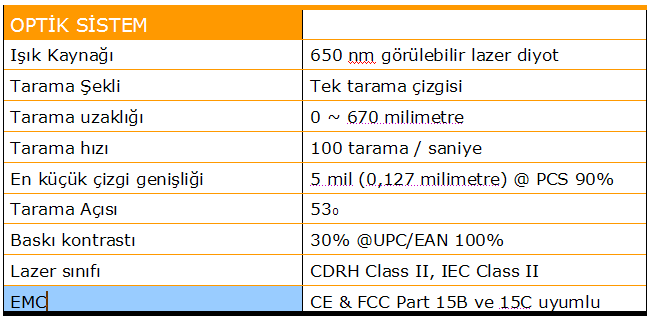 OPTİK SİSTEM
Işık Kaynağı 650 nm görülebilir lazer diyot
Tarama Şekli Tek tarama çizgisi
Tarama uzaklığı 0 ~ 670 milimetre
Tarama hızı 100 tarama / saniye
En küçük çizgi genişliği 5 mil (0,127 milimetre) @ PCS 90%
Tarama Açısı 53₀
Baskı kontrastı 30% @UPC/EAN 100%
Lazer sınıfı CDRH Class II, IEC Class II
EMC CE & FCC Part 15B ve 15C uyumlu